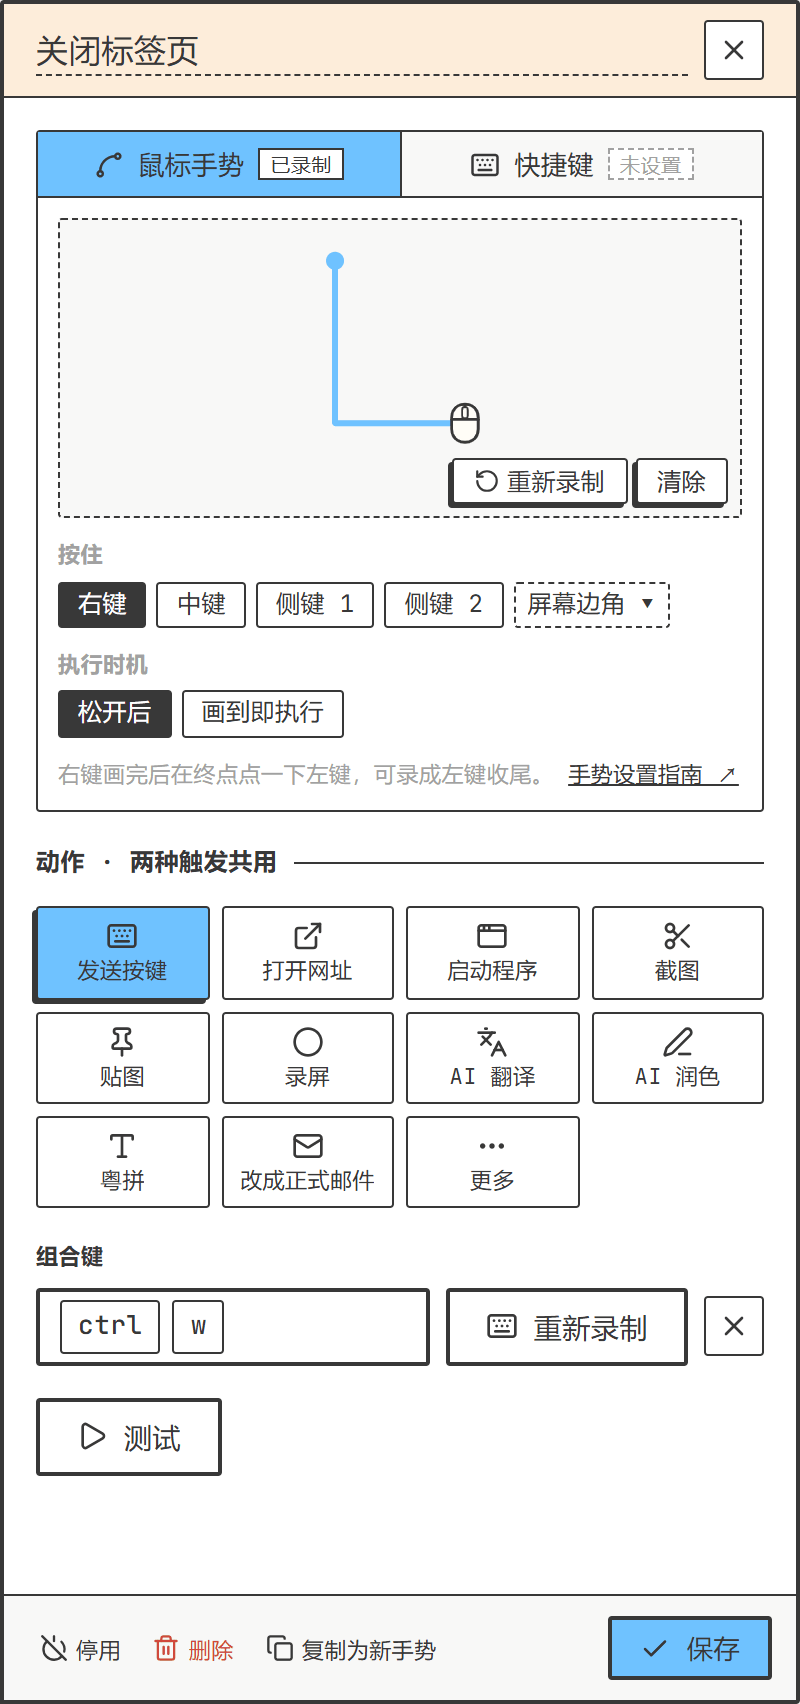 关闭标签页
鼠标手势 已录制 快捷键 未设置
重新录制 清除
按住
右键 中键 侧键 1 侧键 2 屏幕边角 ▼
执行时机
松开后 画到即执行
右键画完后在终点点一下左键，可录成左键收尾。 手势设置指南 ↗
动作 · 两种触发共用
发送按键 打开网址 启动程序 截图
贴图 录屏 AI 翻译 AI 润色
粤拼 改成正式邮件 更多
组合键
ctrl w 重新录制
测试
停用 删除 复制为新手势 保存